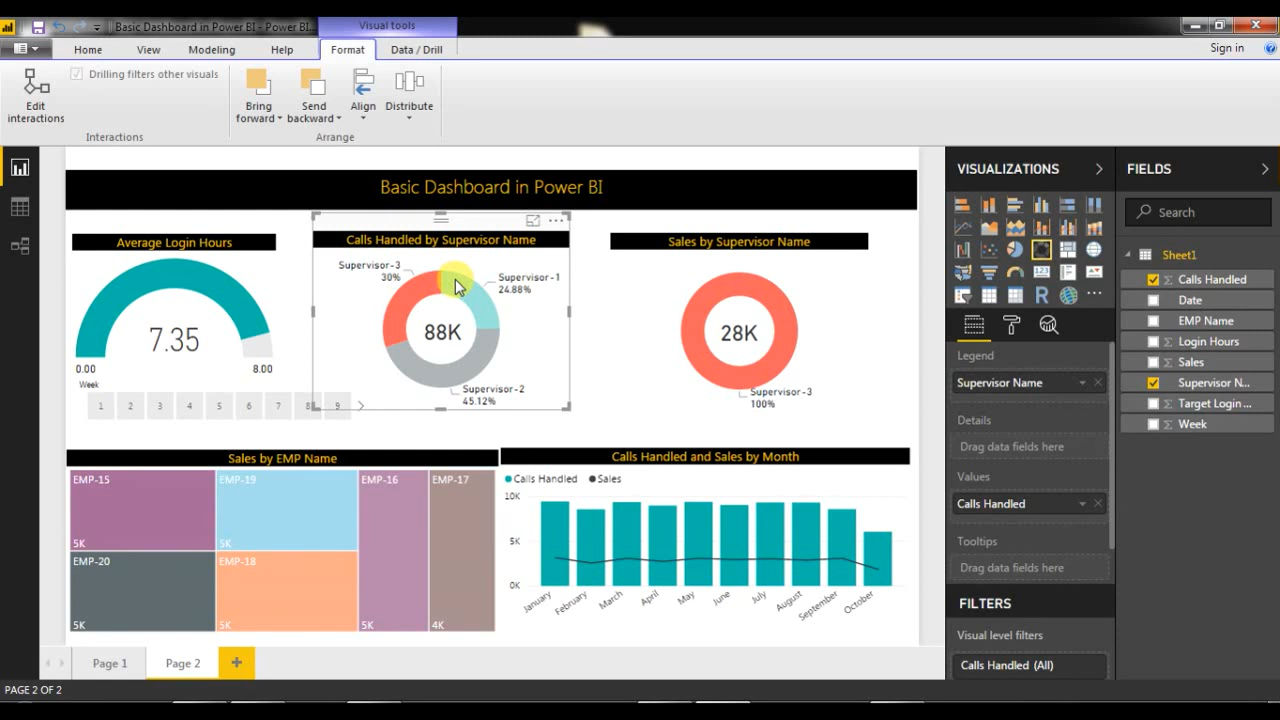 Basic Dashboard in Power BI - Power BI...
Visual tools
Home
View
Modeling
Help
Format
Data / Drill
Sign in
Edit
interactions
Drilling filters other visuals
Bring
forward
Send
backward
Align
Distribute
Interactions
Arrange
Basic Dashboard in Power BI
Average Login Hours
7.35
0.00
8.00
Week
1
2
3
4
5
6
7
8
9
Calls Handled by Supervisor Name
Supervisor-3
30%
Supervisor-1
24.88%
88K
Supervisor-2
45.12%
Sales by Supervisor Name
28K
Supervisor-3
100%
Sales by EMP Name
EMP-15
5K
EMP-19
5K
EMP-16
5K
EMP-17
4K
EMP-20
5K
EMP-18
5K
Calls Handled and Sales by Month
Calls Handled
Sales
10K
5K
0K
January
February
March
April
May
June
July
August
September
October
VISUALIZATIONS
R
Legend
Supervisor Name
Details
Drag data fields here
Values
Calls Handled
Tooltips
Drag data fields here
FILTERS
Visual level filters
Calls Handled (All)
FIELDS
Search
Sheet1
Calls Handled
Date
EMP Name
Login Hours
Sales
Supervisor N...
Target Login ...
Week
Page 1
Page 2
PAGE 2 OF 2